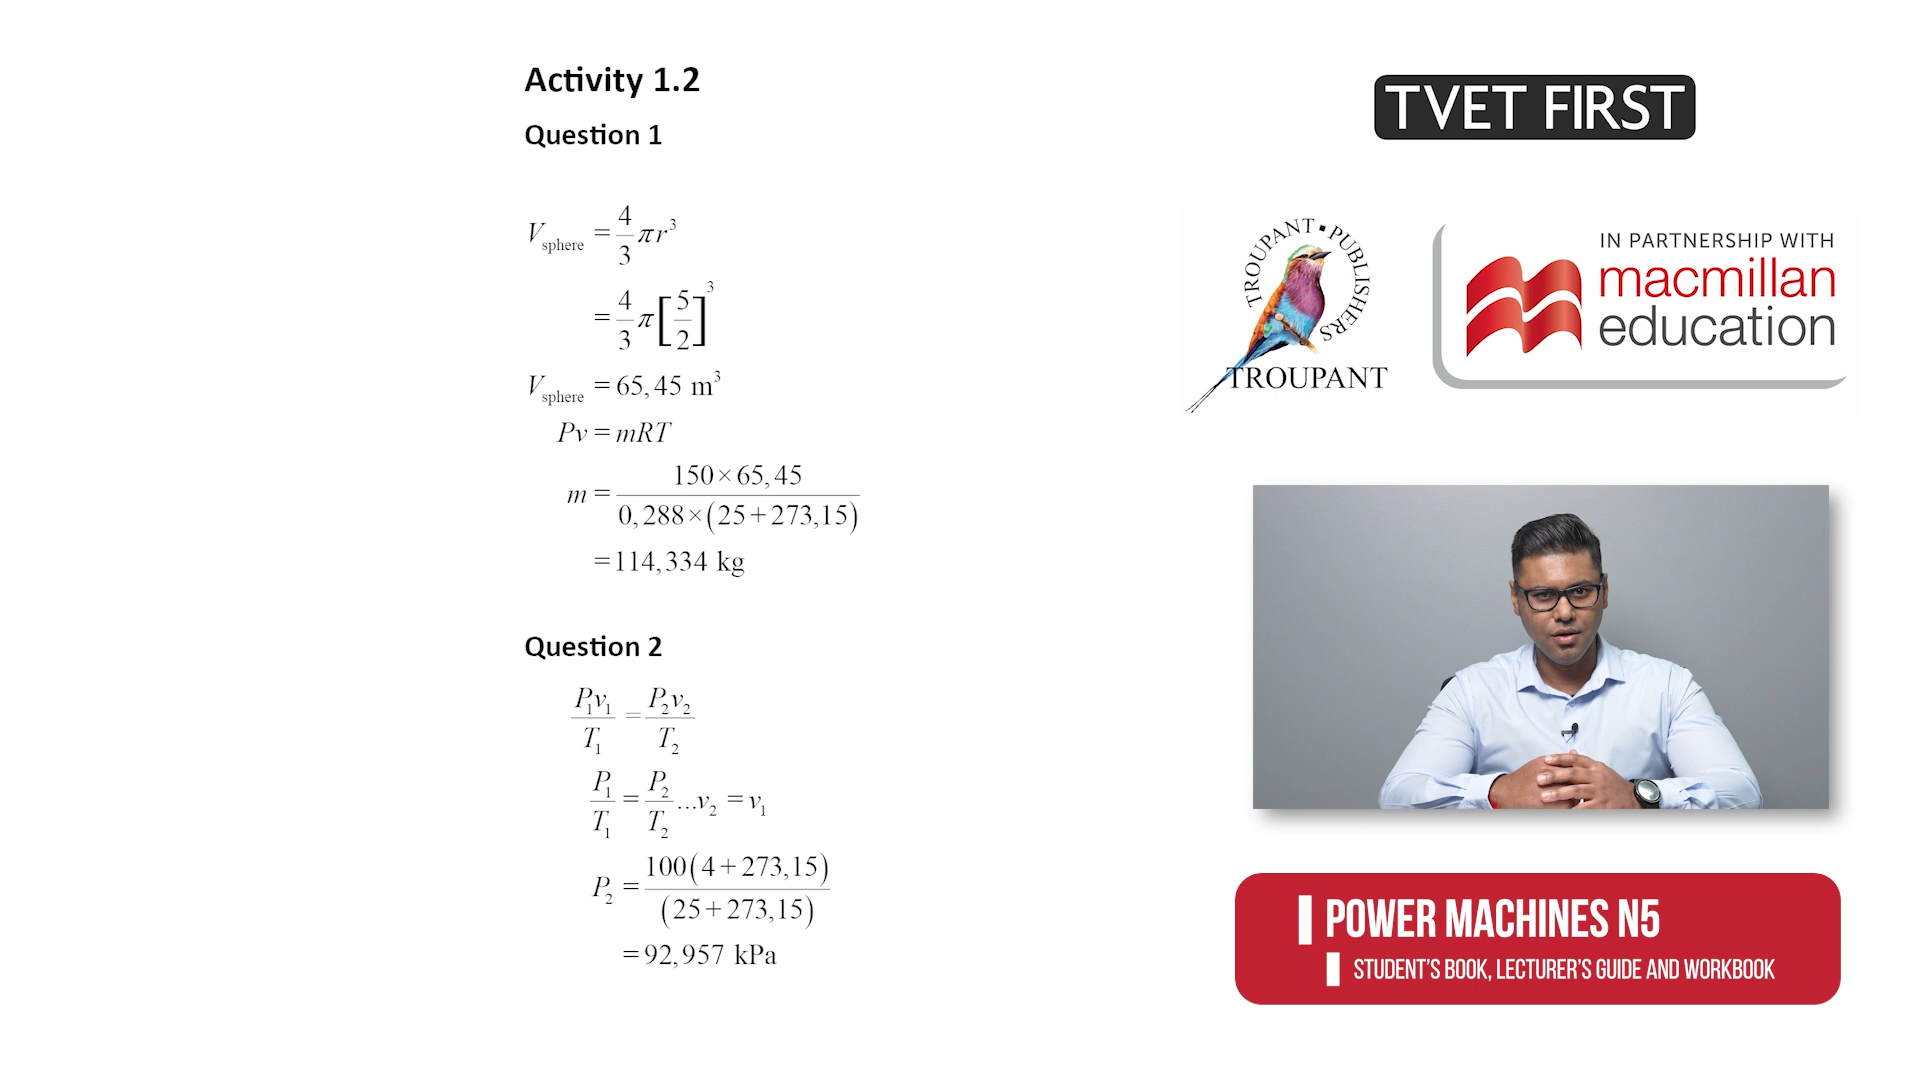 Activity 1.2
Question 1
V_sphere = 4/3 πr³
= 4/3 π[5/2]³
V_sphere = 65,45 m³
Pv = mRT
m = 150×65,45 / 0,288×(25+273,15)
=114,334 kg
Question 2
P₁v₁/T₁ = P₂v₂/T₂
P₁/T₁ = P₂/T₂ ...v₂ = v₁
P₂ = 100(4+273,15) / (25+273,15)
=92,957 kPa
TVET FIRST
TROUPANT▪PUBLISHERS
TROUPANT
IN PARTNERSHIP WITH
macmillan
education
POWER MACHINES N5
STUDENT'S BOOK, LECTURER'S GUIDE AND WORKBOOK